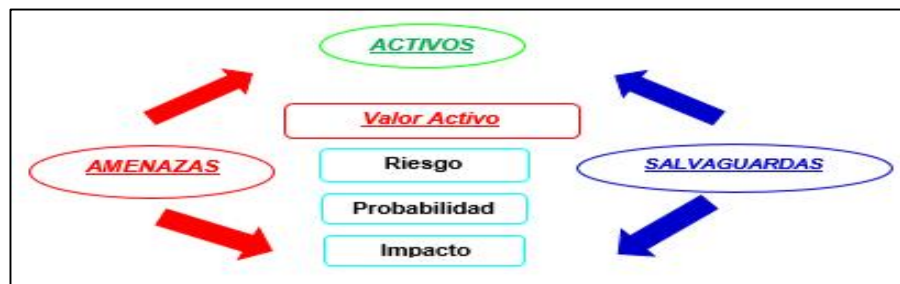 ACTIVOS
Valor Activo
AMENAZAS
Riesgo
SALVAGUARDAS
Probabilidad
Impacto